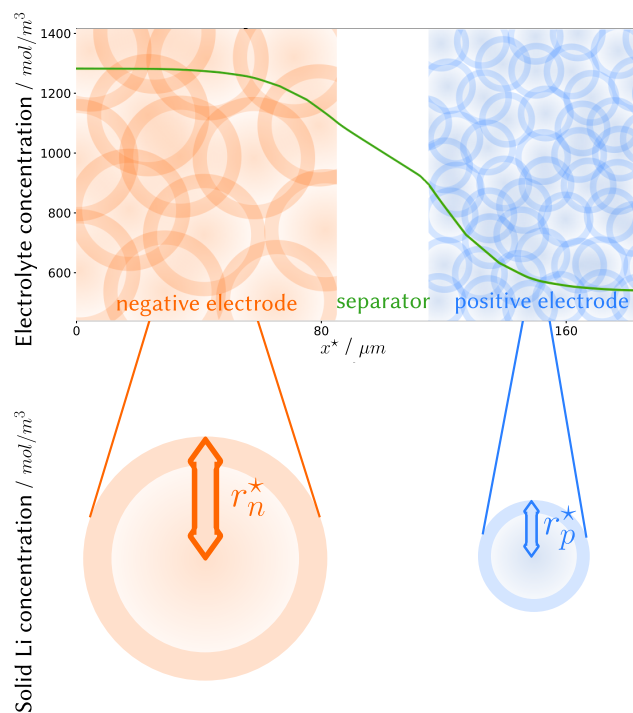 Electrolyte concentration / mol/m³
1400
1200
1000
800
600
negative electrode
separator
positive electrode
0
80
160
x⋆ / μm
Solid Li concentration / mol/m³
r⋆n
r⋆p